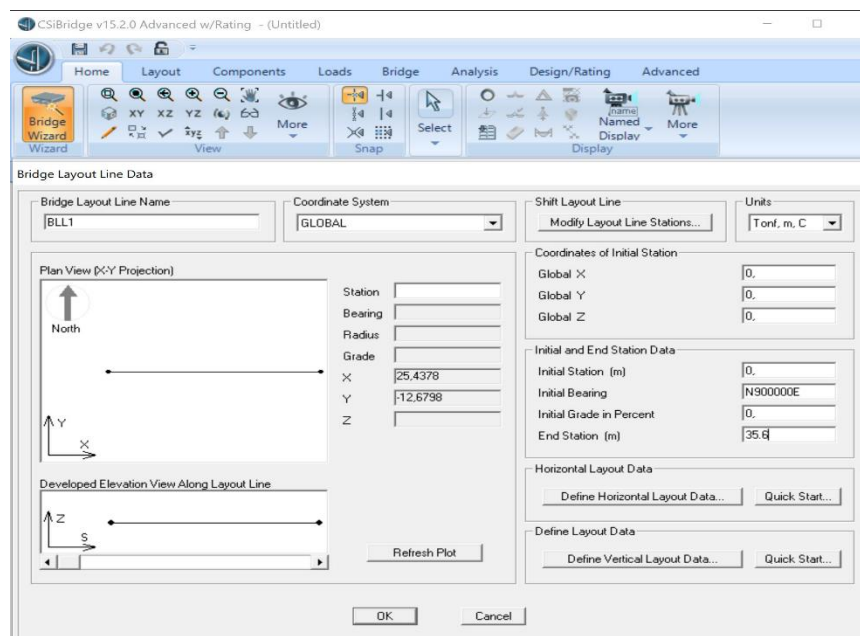 CSiBridge v15.2.0 Advanced w/Rating - (Untitled)
Home Layout Components Loads Bridge Analysis Design/Rating Advanced
Bridge Wizard
XY XZ YZ
More
Select
name
Named Display
More
Wizard View Snap Display
Bridge Layout Line Data
Bridge Layout Line Name
BLL1
Coordinate System
GLOBAL
Shift Layout Line
Modify Layout Line Stations...
Units
Tonf, m, C
Plan View (X-Y Projection)
North
Y
X
Station
Bearing
Radius
Grade
X 25,4378
Y -12,6798
Z
Coordinates of Initial Station
Global X 0,
Global Y 0,
Global Z 0,
Initial and End Station Data
Initial Station (m) 0,
Initial Bearing N900000E
Initial Grade in Percent 0,
End Station (m) 35.6
Developed Elevation View Along Layout Line
Z
S
Refresh Plot
Horizontal Layout Data
Define Horizontal Layout Data... Quick Start...
Define Layout Data
Define Vertical Layout Data... Quick Start...
OK Cancel